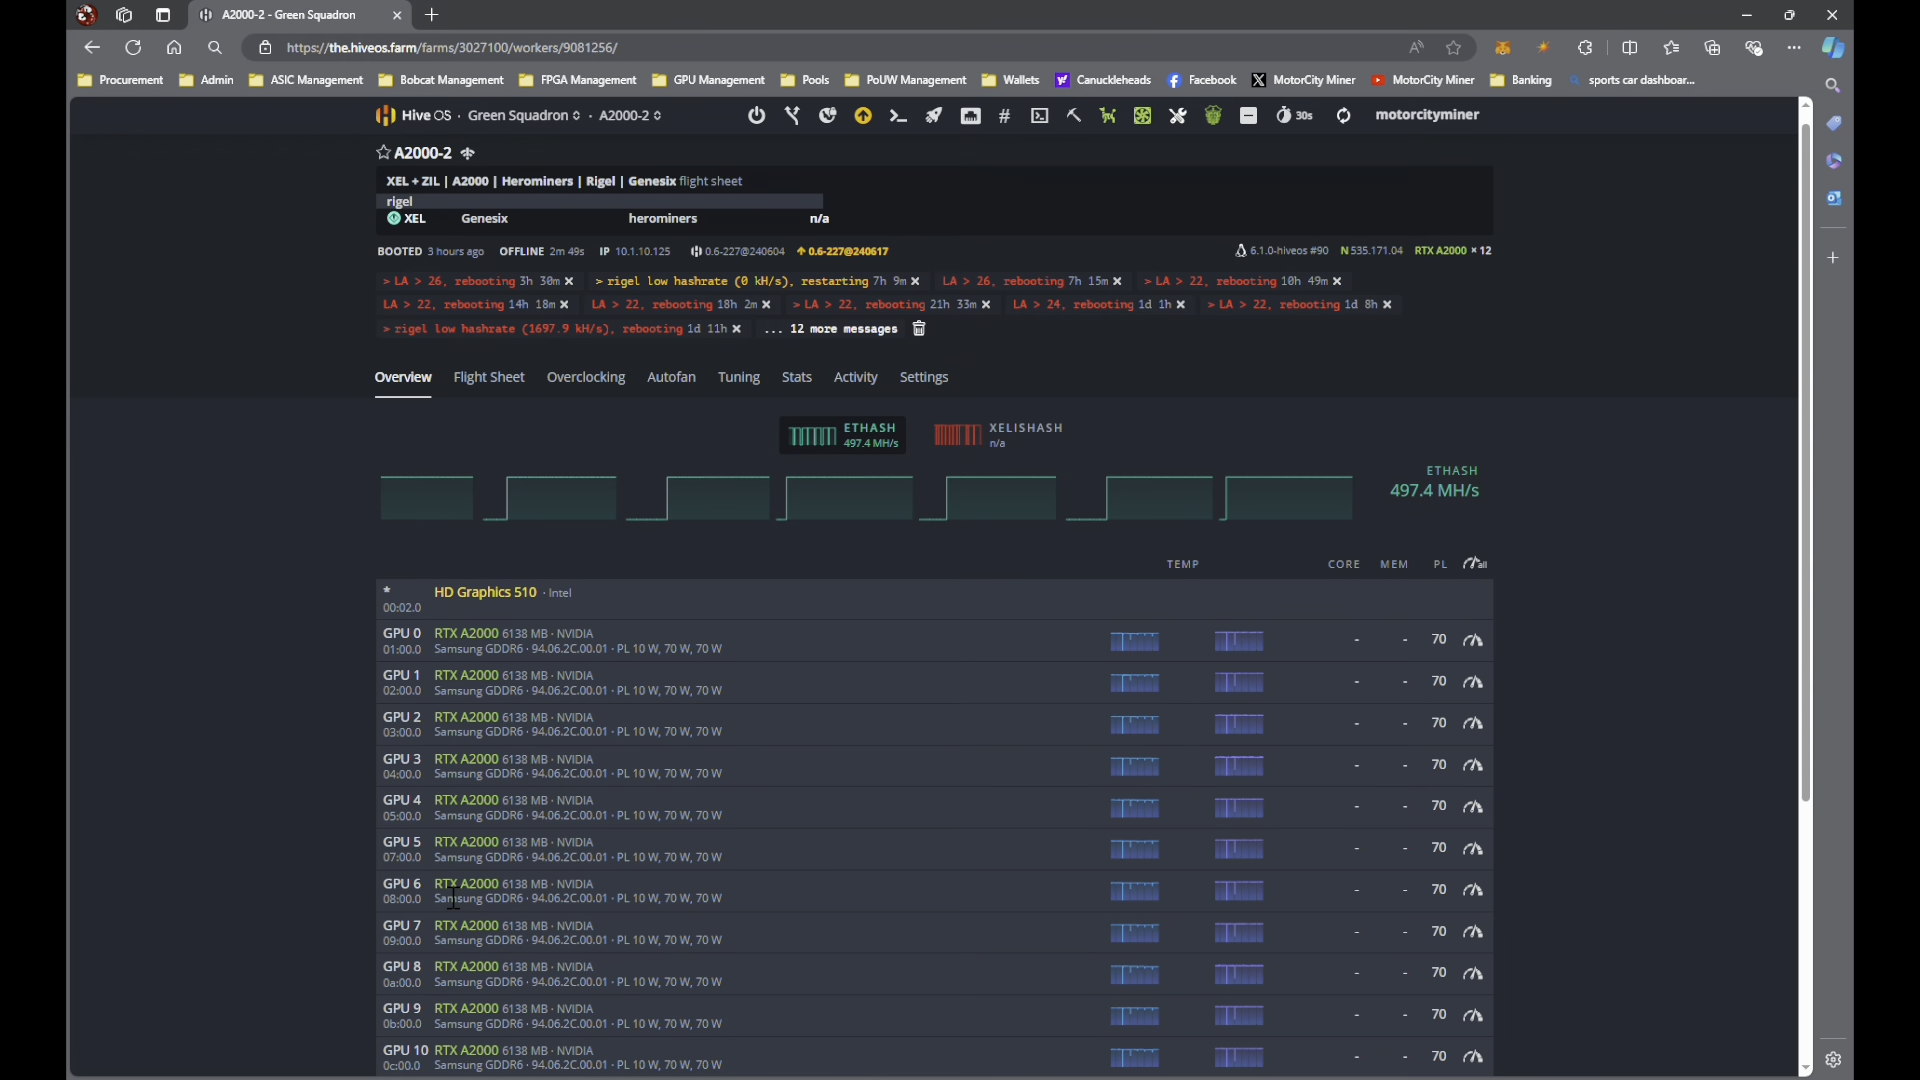 A2000-2 - Green Squadron
https://the.hiveos.farm/farms/3027100/workers/9081256/
Procurement Admin ASIC Management Bobcat Management FPGA Management GPU Management Pools PoUW Management Wallets Canuckleheads Facebook MotorCity Miner MotorCity Miner Banking sports car dashboar...
Hive OS · Green Squadron · A2000-2 # 30s motorcityminer
A2000-2
XEL + ZIL | A2000 | Herominers | Rigel | Genesix flight sheet
rigel
XEL Genesix herominers n/a
BOOTED 3 hours ago OFFLINE 2m 49s IP 10.1.10.125 0.6-227@240604 0.6-227@240617 6.1.0-hiveos #90 N 535.171.04 RTX A2000 × 12
> LA > 26, rebooting 3h 30m × > rigel low hashrate (0 kH/s), restarting 7h 9m × LA > 26, rebooting 7h 15m × > LA > 22, rebooting 10h 49m ×
LA > 22, rebooting 14h 18m × LA > 22, rebooting 18h 2m × > LA > 22, rebooting 21h 33m × LA > 24, rebooting 1d 1h × > LA > 22, rebooting 1d 8h ×
> rigel low hashrate (1697.9 kH/s), rebooting 1d 11h × ... 12 more messages
Overview Flight Sheet Overclocking Autofan Tuning Stats Activity Settings
ETHASH XELISHASH
497.4 MH/s n/a
ETHASH
497.4 MH/s
TEMP CORE MEM PL all
* HD Graphics 510 · Intel
00:02.0
GPU 0 RTX A2000 6138 MB · NVIDIA - - 70
01:00.0 Samsung GDDR6 · 94.06.2C.00.01 · PL 10 W, 70 W, 70 W
GPU 1 RTX A2000 6138 MB · NVIDIA - - 70
02:00.0 Samsung GDDR6 · 94.06.2C.00.01 · PL 10 W, 70 W, 70 W
GPU 2 RTX A2000 6138 MB · NVIDIA - - 70
03:00.0 Samsung GDDR6 · 94.06.2C.00.01 · PL 10 W, 70 W, 70 W
GPU 3 RTX A2000 6138 MB · NVIDIA - - 70
04:00.0 Samsung GDDR6 · 94.06.2C.00.01 · PL 10 W, 70 W, 70 W
GPU 4 RTX A2000 6138 MB · NVIDIA - - 70
05:00.0 Samsung GDDR6 · 94.06.2C.00.01 · PL 10 W, 70 W, 70 W
GPU 5 RTX A2000 6138 MB · NVIDIA - - 70
07:00.0 Samsung GDDR6 · 94.06.2C.00.01 · PL 10 W, 70 W, 70 W
GPU 6 RTX A2000 6138 MB · NVIDIA - - 70
08:00.0 Samsung GDDR6 · 94.06.2C.00.01 · PL 10 W, 70 W, 70 W
GPU 7 RTX A2000 6138 MB · NVIDIA - - 70
09:00.0 Samsung GDDR6 · 94.06.2C.00.01 · PL 10 W, 70 W, 70 W
GPU 8 RTX A2000 6138 MB · NVIDIA - - 70
0a:00.0 Samsung GDDR6 · 94.06.2C.00.01 · PL 10 W, 70 W, 70 W
GPU 9 RTX A2000 6138 MB · NVIDIA - - 70
0b:00.0 Samsung GDDR6 · 94.06.2C.00.01 · PL 10 W, 70 W, 70 W
GPU 10 RTX A2000 6138 MB · NVIDIA - - 70
0c:00.0 Samsung GDDR6 · 94.06.2C.00.01 · PL 10 W, 70 W, 70 W